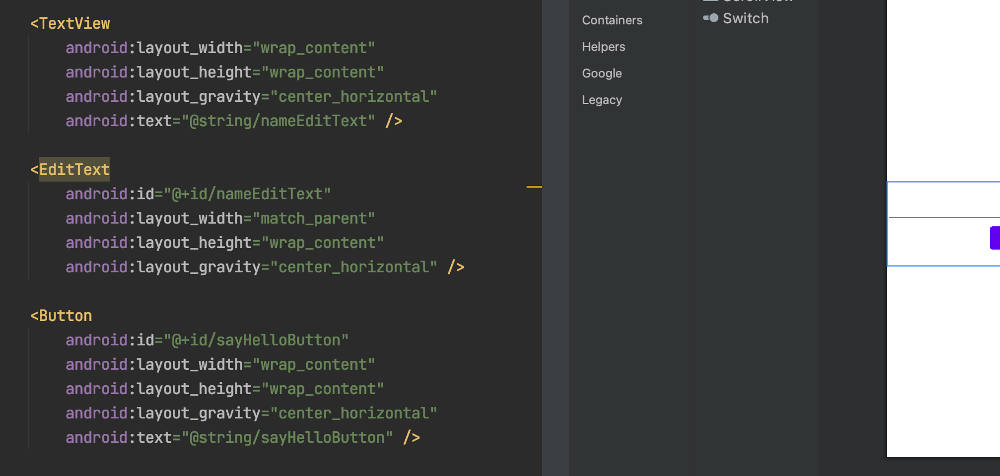 <TextView
android:layout_width="wrap_content"
android:layout_height="wrap_content"
android:layout_gravity="center_horizontal"
android:text="@string/nameEditText" />
<EditText
android:id="@+id/nameEditText"
android:layout_width="match_parent"
android:layout_height="wrap_content"
android:layout_gravity="center_horizontal" />
<Button
android:id="@+id/sayHelloButton"
android:layout_width="wrap_content"
android:layout_height="wrap_content"
android:layout_gravity="center_horizontal"
android:text="@string/sayHelloButton" />
Containers
Helpers
Google
Legacy
Switch